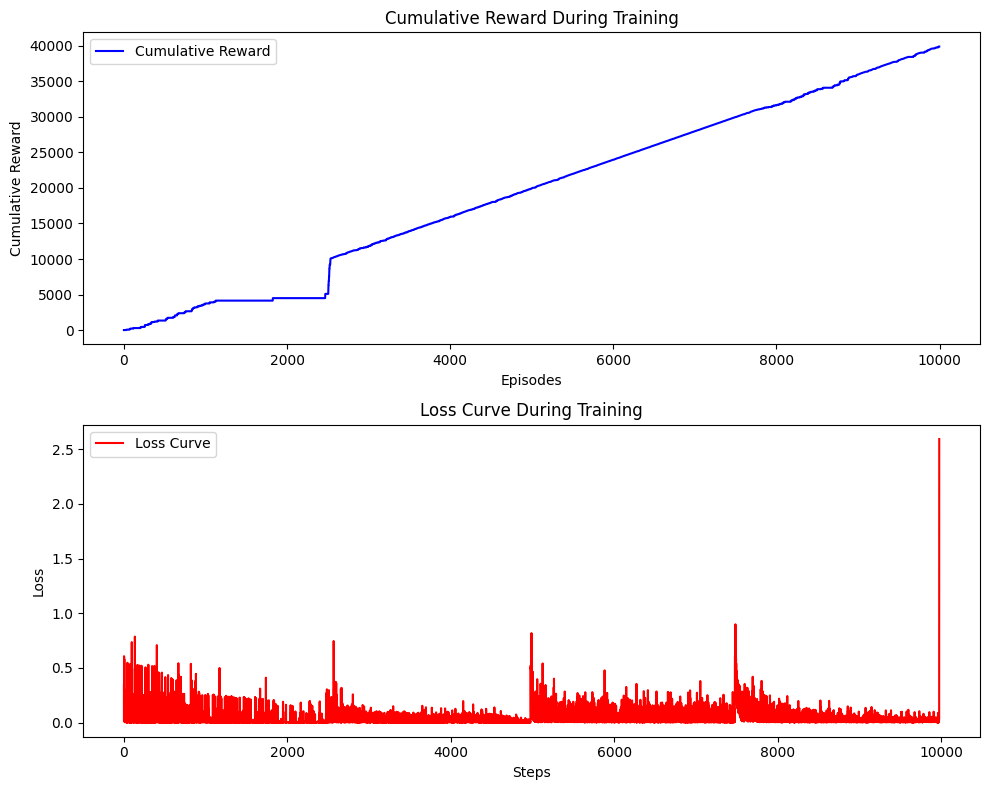 Cumulative Reward During Training
Cumulative Reward
40000
35000
30000
25000
20000
15000
10000
5000
0
Cumulative Reward
0 2000 4000 6000 8000 10000
Episodes
Loss Curve During Training
Loss Curve
2.5
2.0
1.5
1.0
0.5
0.0
Loss
0 2000 4000 6000 8000 10000
Steps